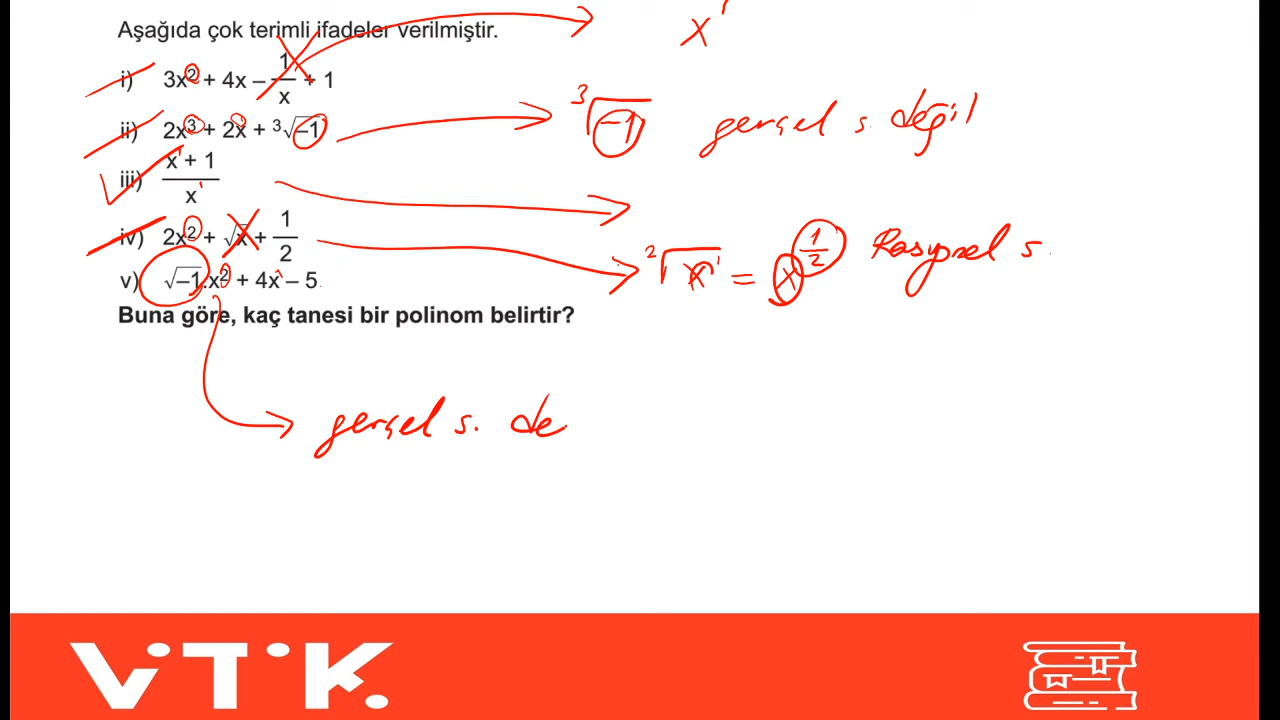 Aşağıda çok terimli ifadeler verilmiştir.
x¹
i) 3x² + 4x – 1/x + 1
ii) 2x³ + 2x + ³√–1
³√–1 gerçel s. değil
iii) x + 1 / x
iv) 2x² + √x + 1/2
²√x¹ = x^1/2 Rasyonel s.
v) √–1.x² + 4x – 5
Buna göre, kaç tanesi bir polinom belirtir?
gerçel s. de
VİTİK.